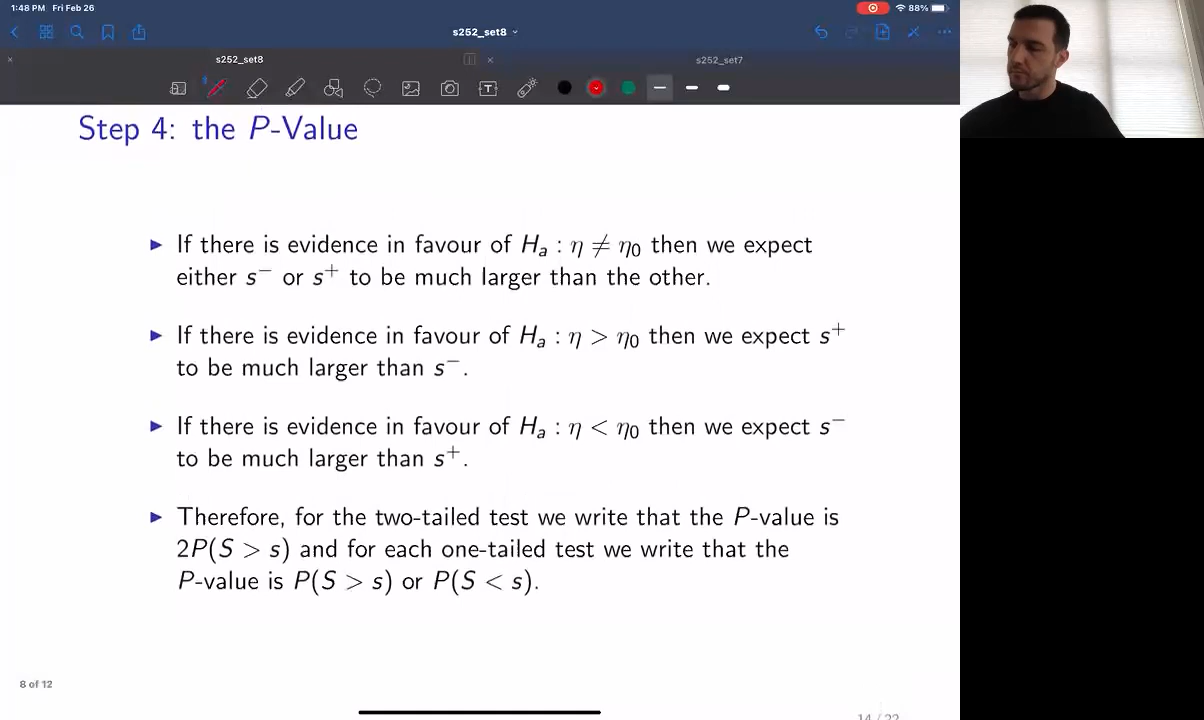 1:48 PM Fri Feb 26
88%
s252_set8
s252_set8
s252_set7
Step 4: the P-Value
If there is evidence in favour of Hₐ : η ≠ η₀ then we expect
either s⁻ or s⁺ to be much larger than the other.
If there is evidence in favour of Hₐ : η > η₀ then we expect s⁺
to be much larger than s⁻.
If there is evidence in favour of Hₐ : η < η₀ then we expect s⁻
to be much larger than s⁺.
Therefore, for the two-tailed test we write that the P-value is
2P(S > s) and for each one-tailed test we write that the
P-value is P(S > s) or P(S < s).
8 of 12
14 / 22